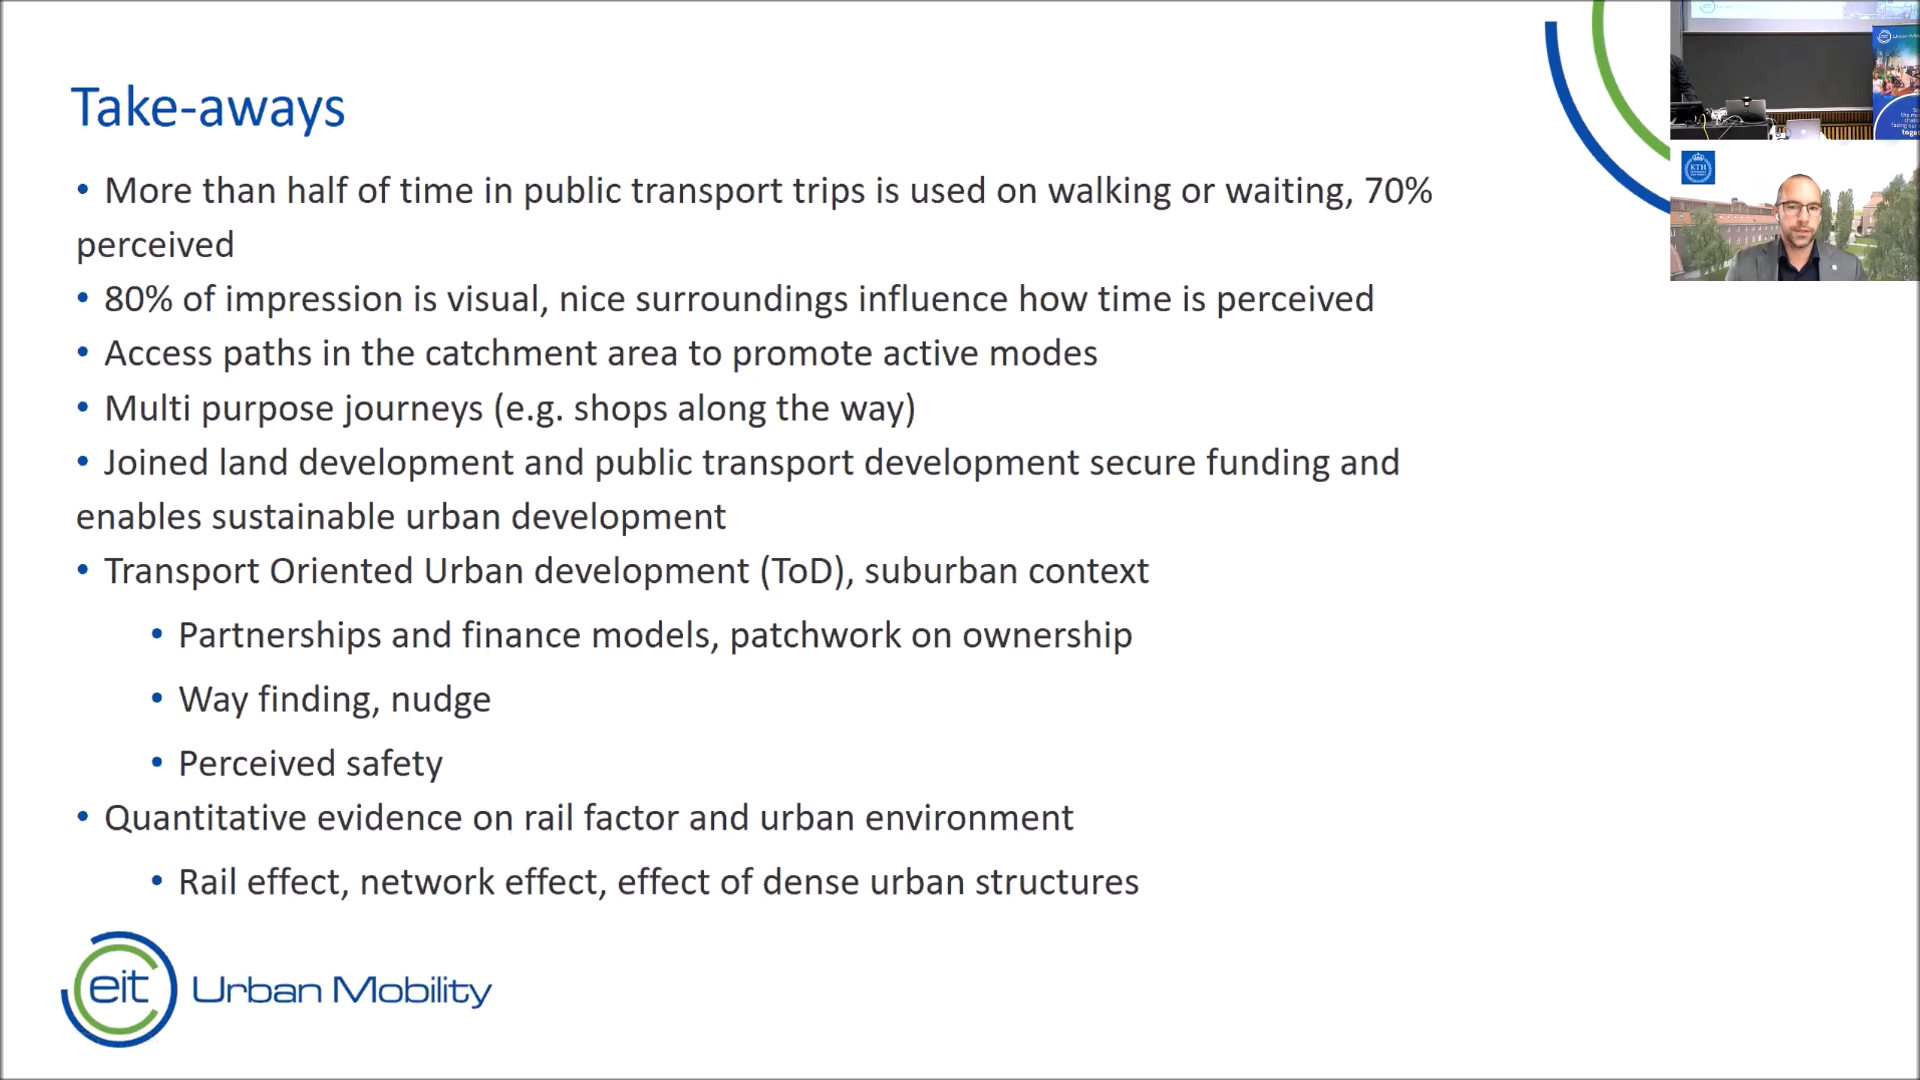 Take-aways
• More than half of time in public transport trips is used on walking or waiting, 70%
perceived
• 80% of impression is visual, nice surroundings influence how time is perceived
• Access paths in the catchment area to promote active modes
• Multi purpose journeys (e.g. shops along the way)
• Joined land development and public transport development secure funding and
enables sustainable urban development
• Transport Oriented Urban development (ToD), suburban context
• Partnerships and finance models, patchwork on ownership
• Way finding, nudge
• Perceived safety
• Quantitative evidence on rail factor and urban environment
• Rail effect, network effect, effect of dense urban structures
eit Urban Mobility
eit
KTH